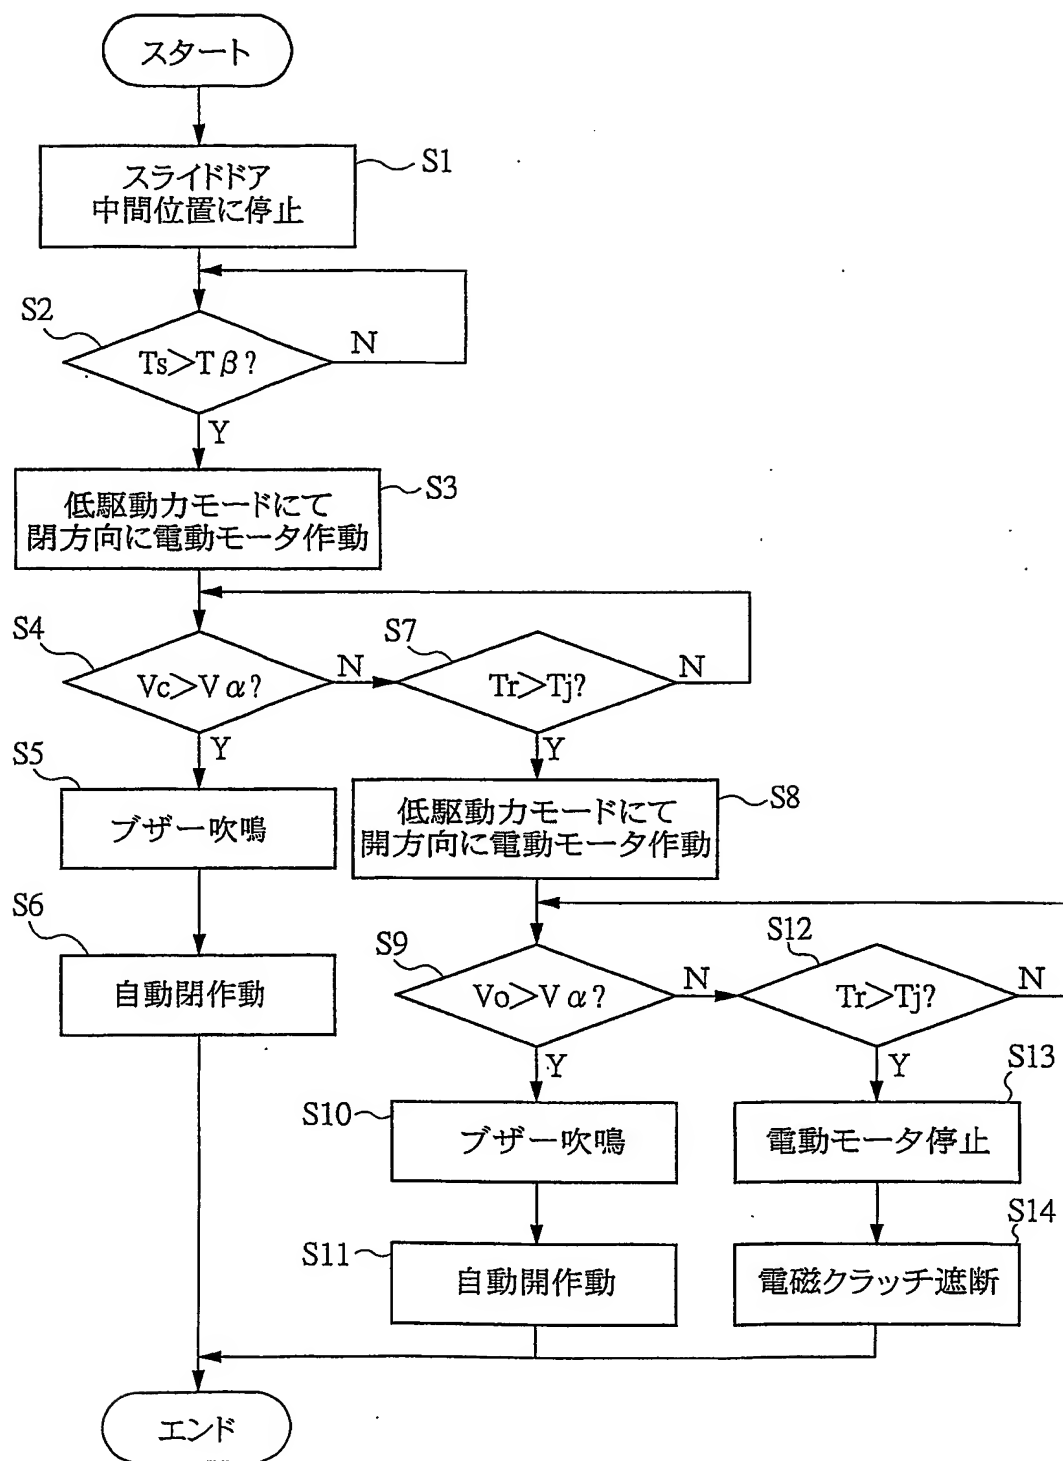 スタート
スライドドア
中間位置に停止
S1
S2
Ts>Tβ?
N
Y
低駆動力モードにて
閉方向に電動モータ作動
S3
S4
Vc>Vα?
N
Y
S7
Tr>Tj?
N
Y
S5
ブザー吹鳴
低駆動力モードにて
開方向に電動モータ作動
S8
S6
自動閉作動
S9
Vo>Vα?
N
Y
S12
Tr>Tj?
N
Y
S10
ブザー吹鳴
S13
電動モータ停止
S11
自動開作動
S14
電磁クラッチ遮断
エンド